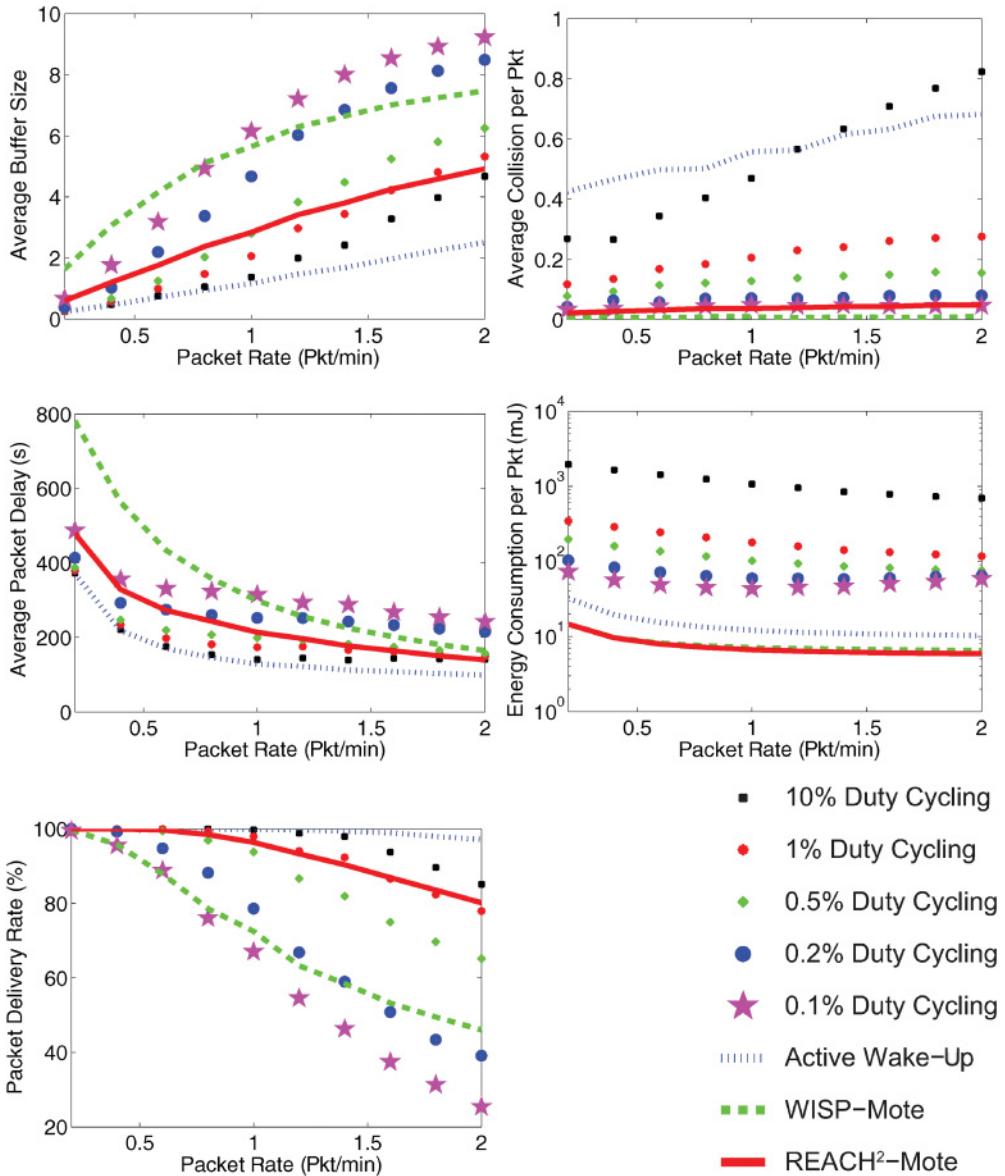 10
8
6
4
2
0
Average Buffer Size
0.5
1
1.5
2
Packet Rate (Pkt/min)
1
0.8
0.6
0.4
0.2
0
Average Collision per Pkt
0.5
1
1.5
2
Packet Rate (Pkt/min)
800
600
400
200
0
Average Packet Delay (s)
0.5
1
1.5
2
Packet Rate (Pkt/min)
10^4
10^3
10^2
10^1
10^0
Energy Consumption per Pkt (mJ)
0.5
1
1.5
2
Packet Rate (Pkt/min)
100
80
60
40
20
Packet Delivery Rate (%)
0.5
1
1.5
2
Packet Rate (Pkt/min)
10% Duty Cycling
1% Duty Cycling
0.5% Duty Cycling
0.2% Duty Cycling
0.1% Duty Cycling
Active Wake−Up
WISP−Mote
REACH²−Mote